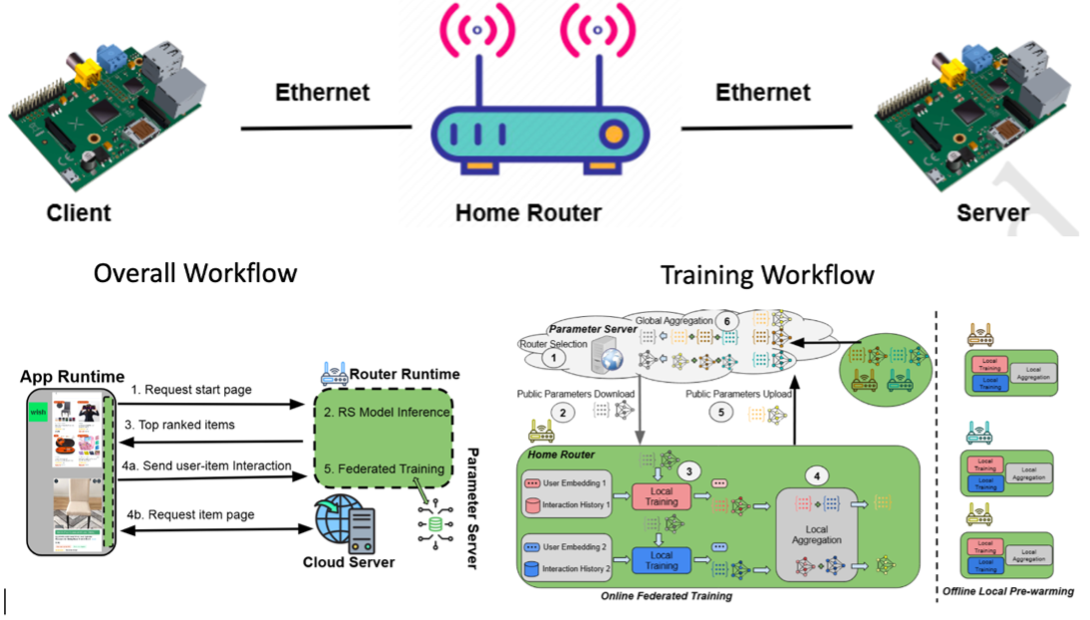 Ethernet
Ethernet
Client
Home Router
Server
Overall Workflow
Training Workflow
App Runtime
wish
1. Request start page
3. Top ranked items
4a. Send user-item Interaction
4b. Request item page
Router Runtime
2. RS Model Inference
5. Federated Training
Parameter Server
Cloud Server
Parameter Server
Global Aggregation
6
Router Selection
1
Public Parameters Download
2
Public Parameters Upload
5
Home Router
3
4
User Embedding 1
Interaction History 1
Local
Training
User Embedding 2
Interaction History 2
Local
Training
Local
Aggregation
Online Federated Training
Local
Training
Local
Training
Local
Aggregation
Local
Training
Local
Training
Local
Aggregation
Local
Training
Local
Training
Local
Aggregation
Offline Local Pre-warming